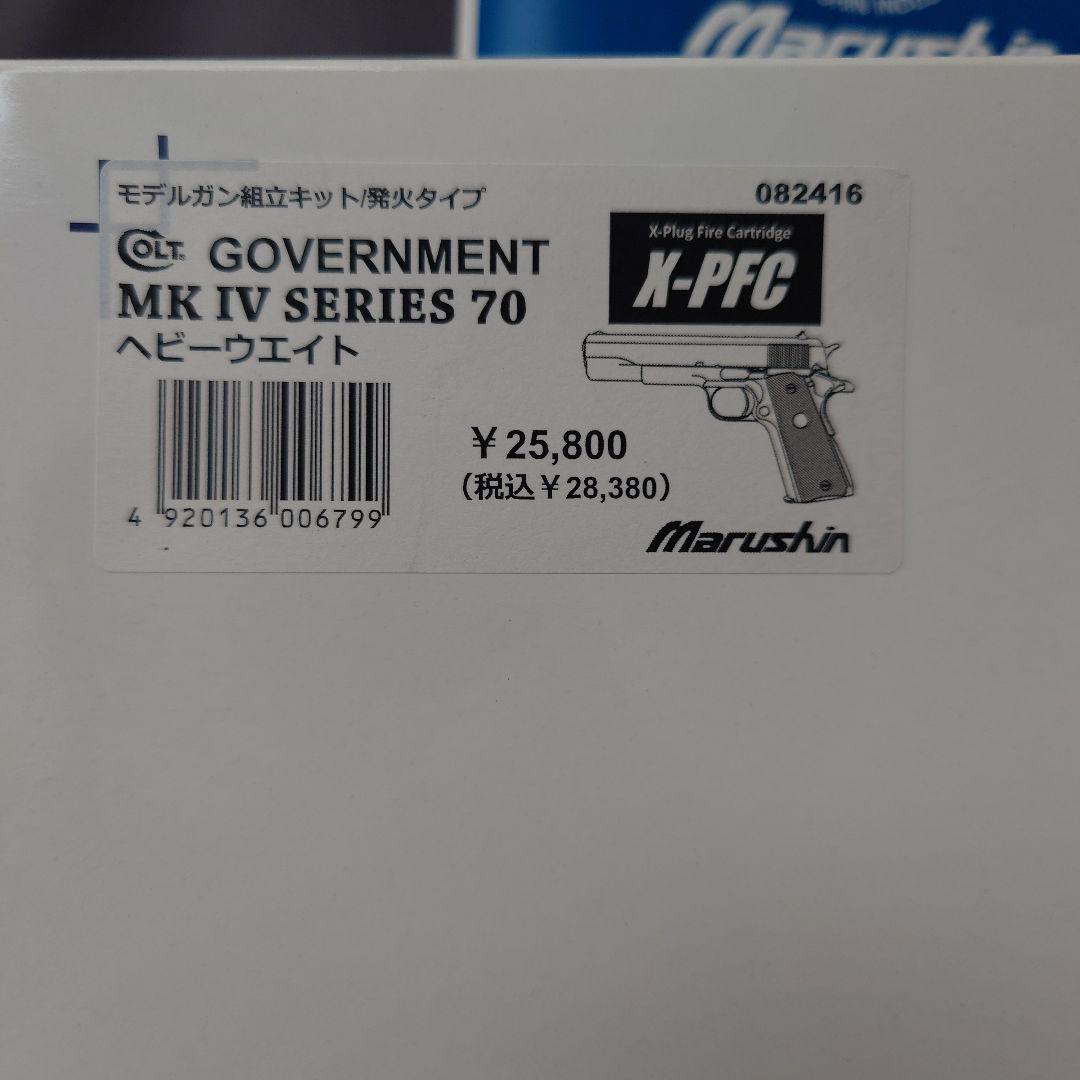 Marushin
モデルガン組立キット/発火タイプ
082416
COLT GOVERNMENT
MK IV SERIES 70
ヘビーウエイト
X-Plug Fire Cartridge
X-PFC
¥25,800
(税込¥28,380)
4 920136 006799
Marushin